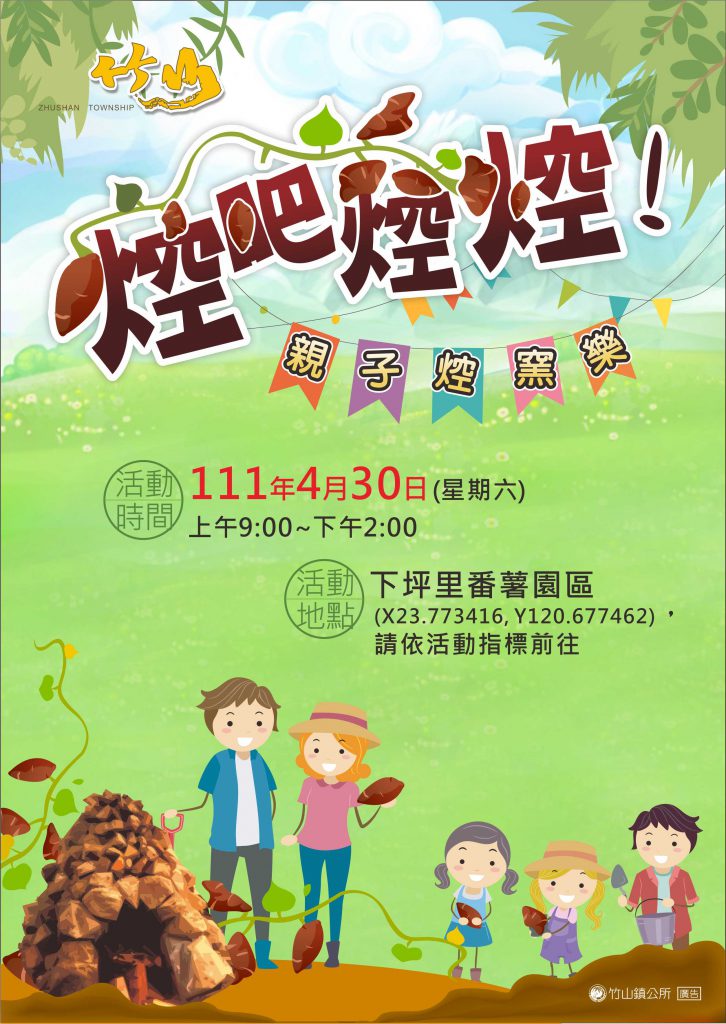 竹山
ZHUSHAN TOWNSHIP
焢吧焢焢！
親子焢窯樂
活動時間
111年4月30日(星期六)
上午9:00~下午2:00
活動地點
下坪里番薯園區
(X23.773416, Y120.677462)，
請依活動指標前往
竹山鎮公所 廣告